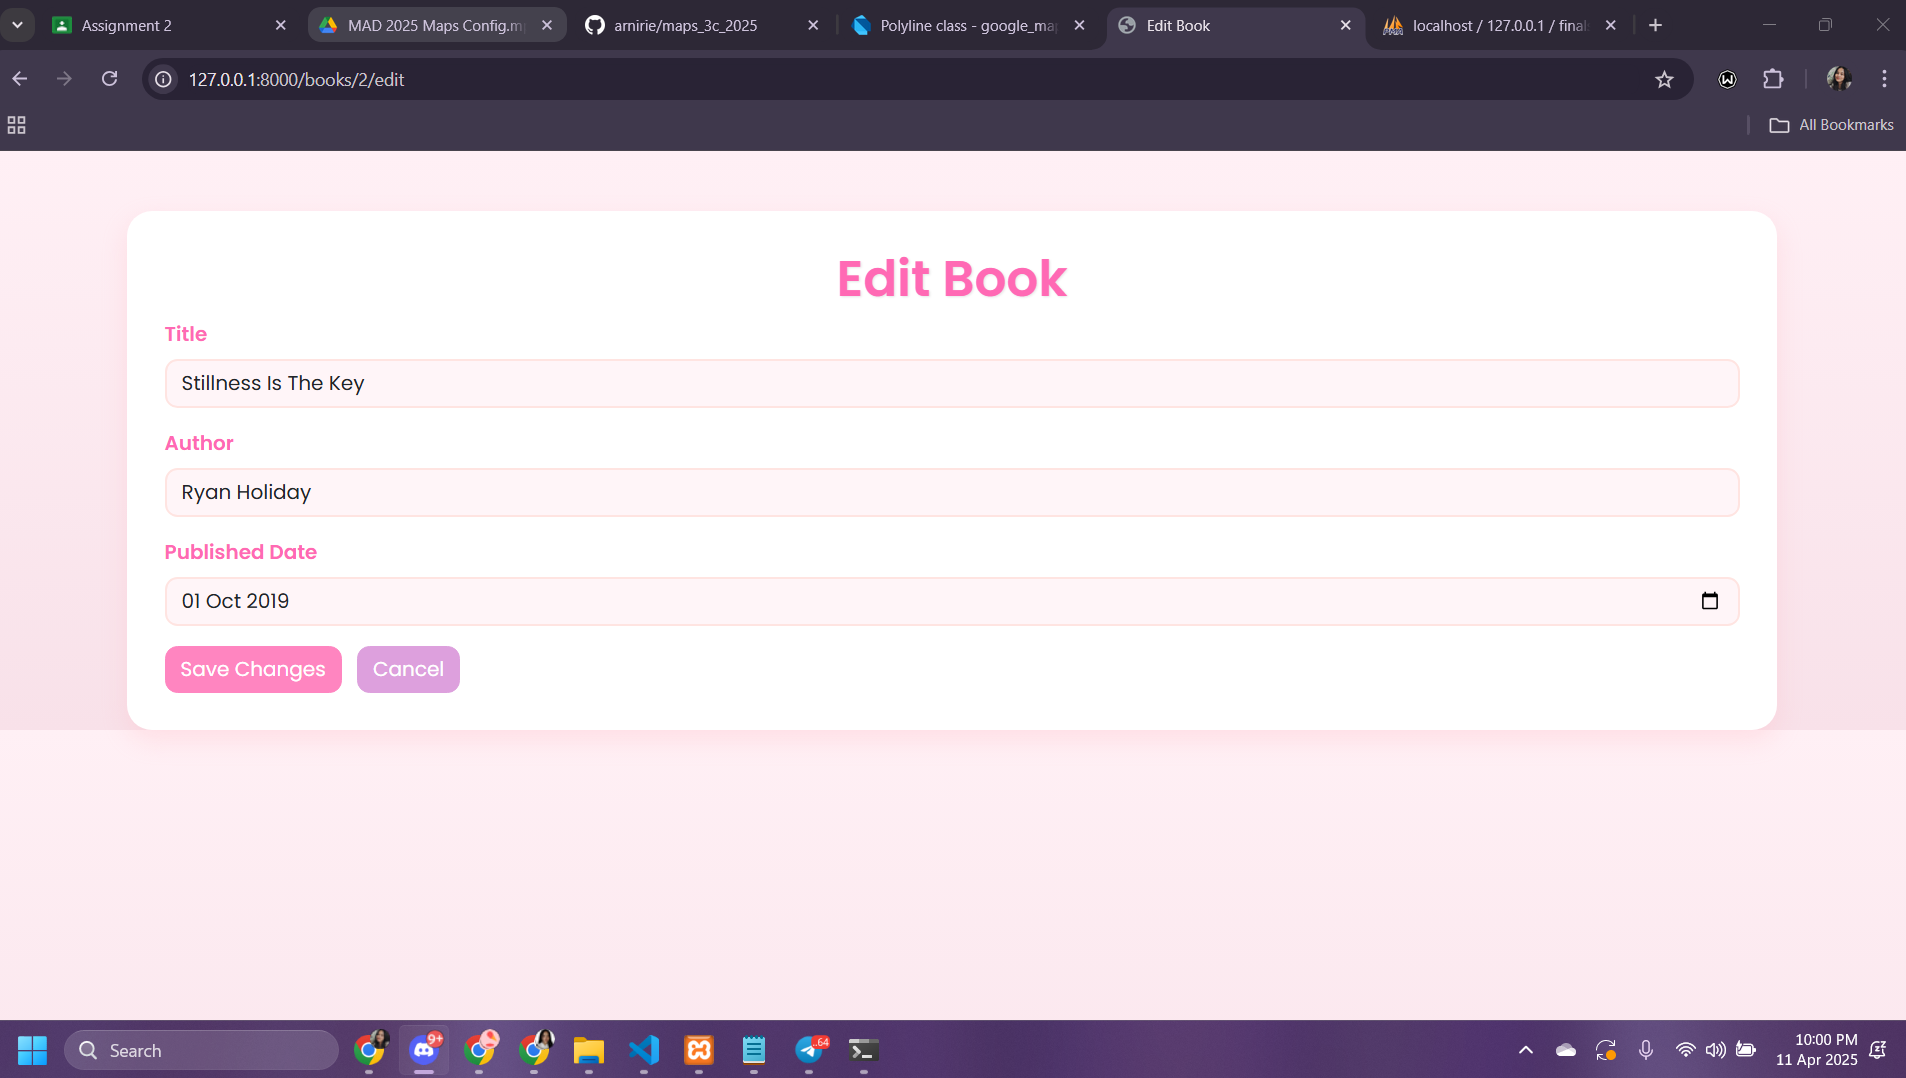 Assignment 2
MAD 2025 Maps Config.m
arnirie/maps_3c_2025
Polyline class - google_ma
Edit Book
localhost / 127.0.0.1 / final
127.0.0.1:8000/books/2/edit
All Bookmarks
Edit Book
Title
Stillness Is The Key
Author
Ryan Holiday
Published Date
01 Oct 2019
Save Changes
Cancel
Search
9+
..64
10:00 PM
11 Apr 2025